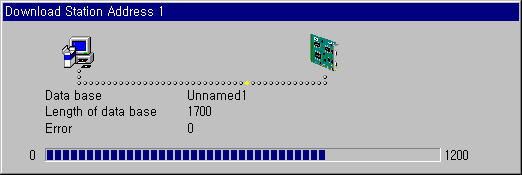 Download Station Address 1
Data base Unnamed1
Length of data base 1700
Error 0
0 1200